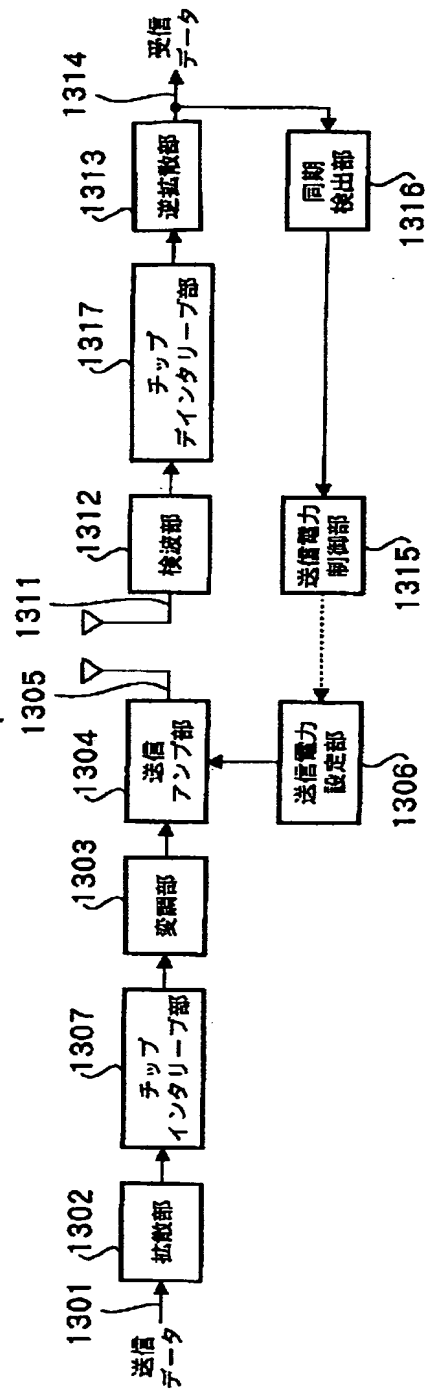 1301
送信
データ
1302
拡散部
1307
チップ
インタリーブ部
1303
変調部
1304
送信
アンプ部
1305
1306
送信電力
設定部
1311
1312
検波部
1317
チップ
デインタリーブ部
1313
逆拡散部
1314
受信
データ
1316
同期
検出部
1315
送信電力
制御部